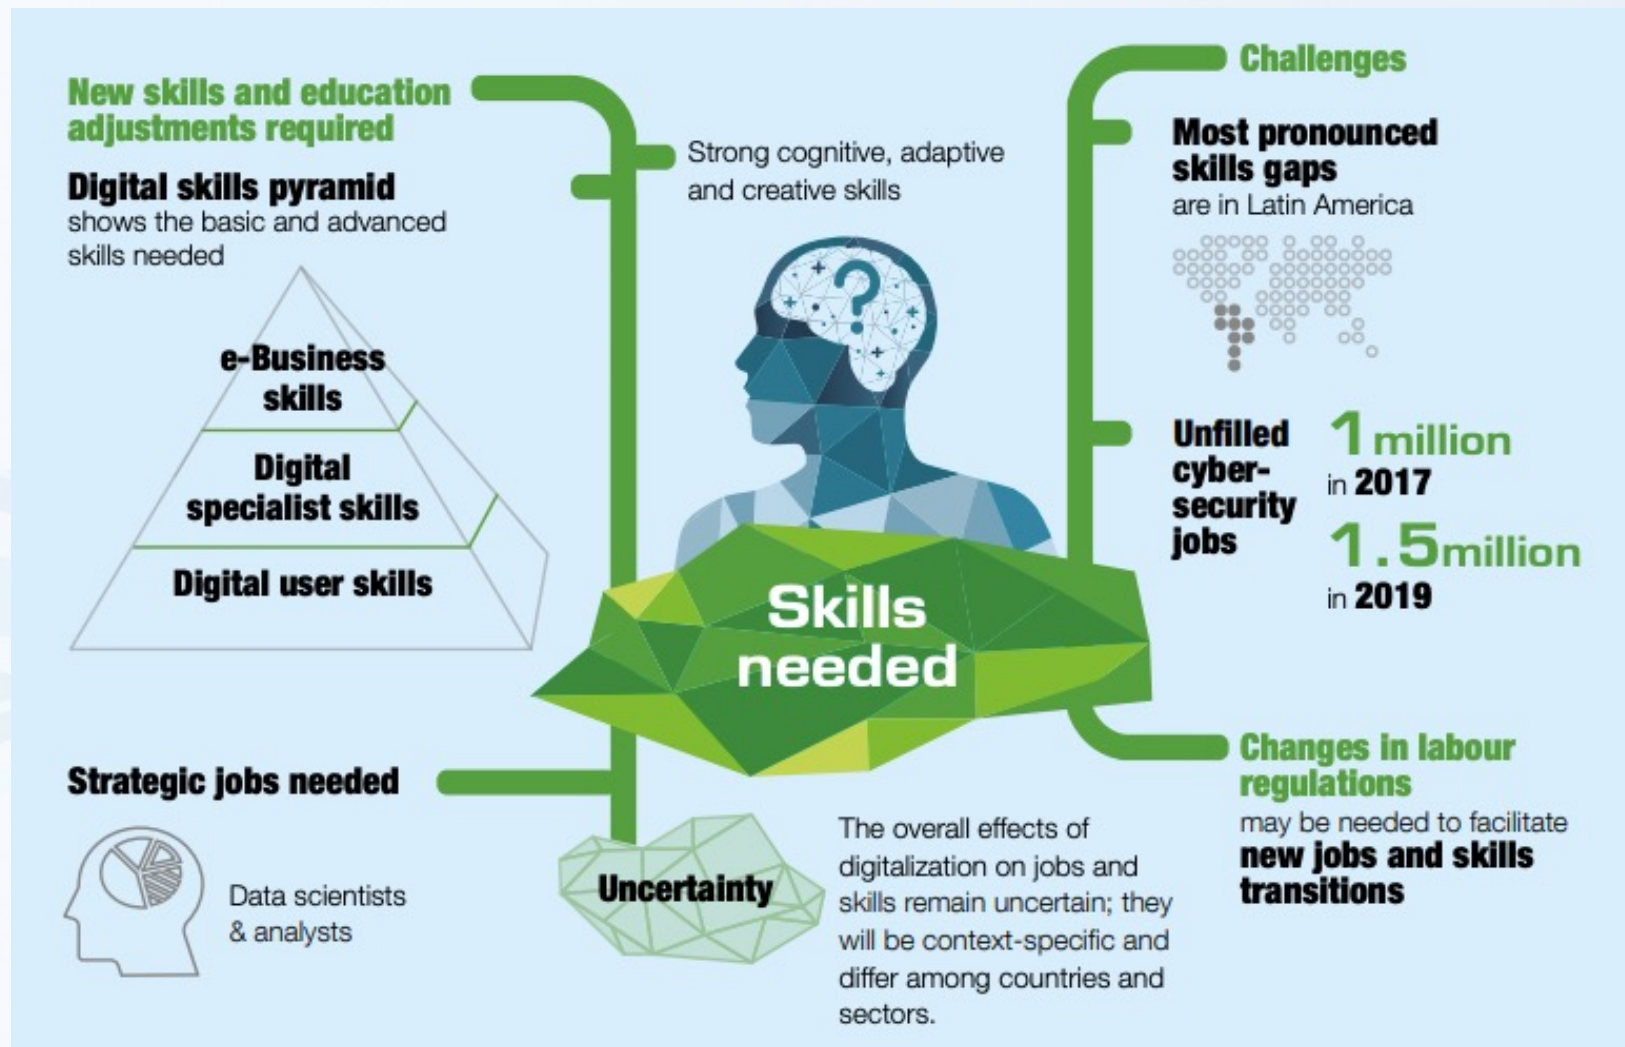 New skills and education
adjustments required
Digital skills pyramid
shows the basic and advanced
skills needed
e-Business
skills
Digital
specialist skills
Digital user skills
Strategic jobs needed
Data scientists
& analysts
Strong cognitive, adaptive
and creative skills
?
Skills
needed
Uncertainty
The overall effects of
digitalization on jobs and
skills remain uncertain; they
will be context-specific and
differ among countries and
sectors.
Challenges
Most pronounced
skills gaps
are in Latin America
Unfilled
cyber-
security
jobs
1 million
in 2017
1.5 million
in 2019
Changes in labour
regulations
may be needed to facilitate
new jobs and skills
transitions